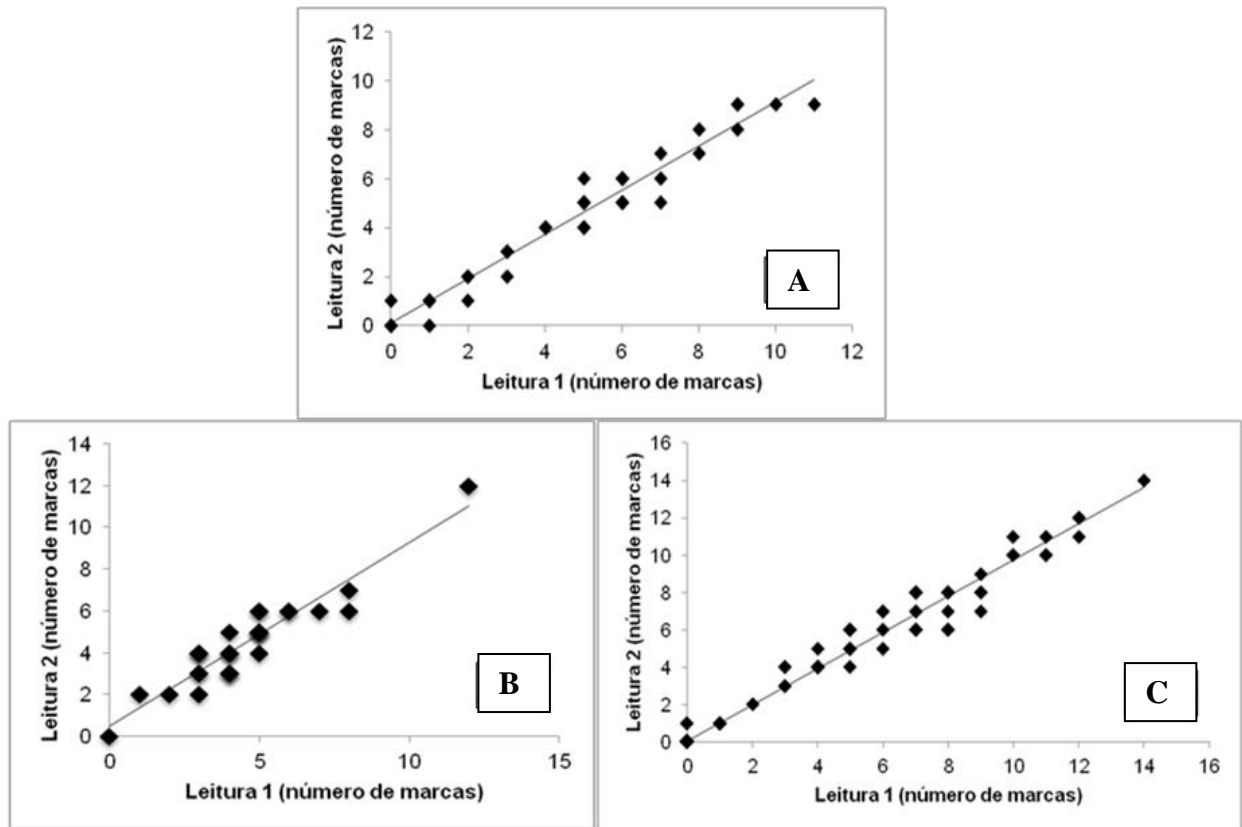 12
10
8
6
4
2
0
Leitura 2 (número de marcas)
0 2 4 6 8 10 12
Leitura 1 (número de marcas)
A
14
12
10
8
6
4
2
0
Leitura 2 (número de marcas)
0 5 10 15
Leitura 1 (número de marcas)
B
16
14
12
10
8
6
4
2
0
Leitura 2 (número de marcas)
0 2 4 6 8 10 12 14 16
Leitura 1 (número de marcas)
C